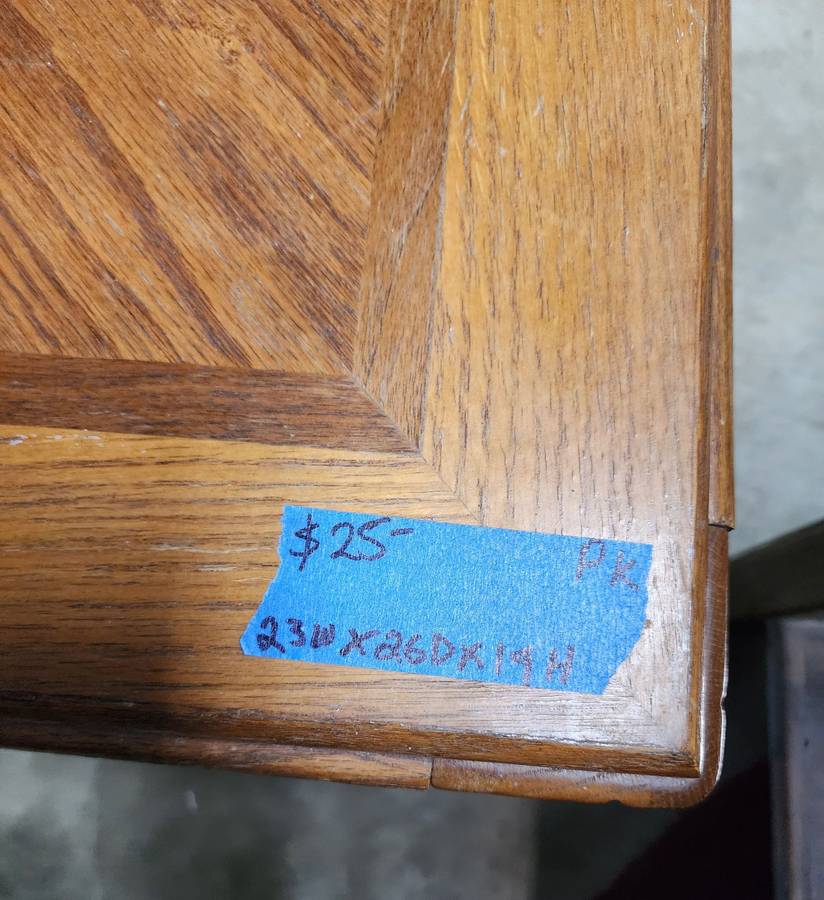 $25- PK
23W X 26D X 19H